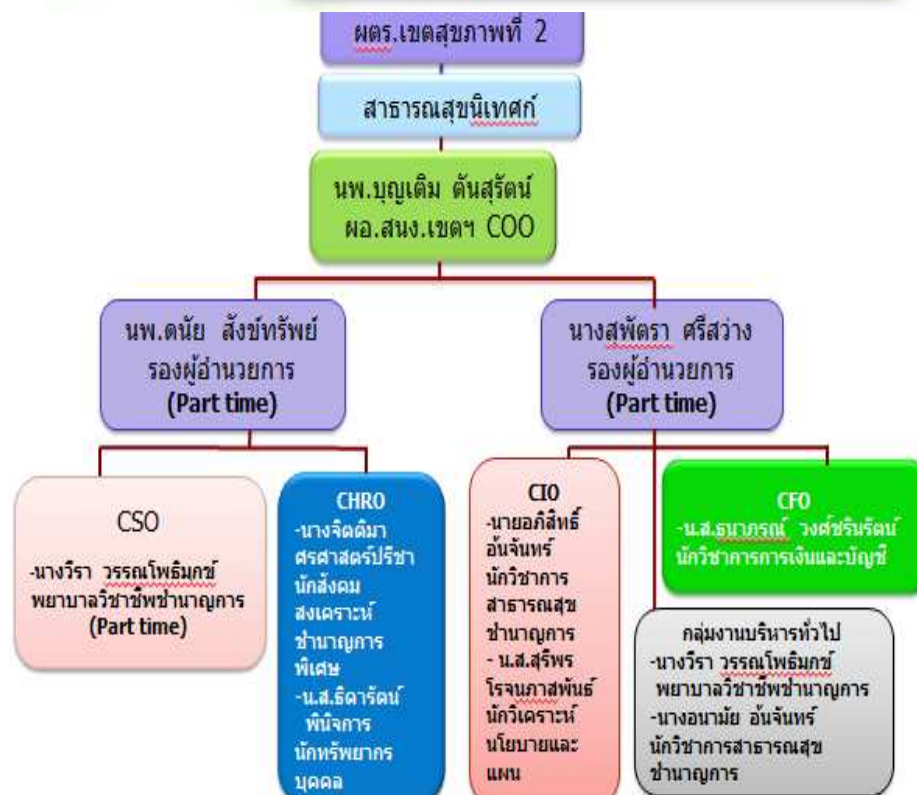 ผตร.เขตสุขภาพที่ 2
สาธารณสุขนิเทศก์
นพ.บุญเติม ตันสุรัตน์
ผอ.สนง.เขตฯ COO
นพ.ดนัย สังข์ทรัพย์
รองผู้อำนวยการ
(Part time)
นางสุพัตรา ศรีสว่าง
รองผู้อำนวยการ
(Part time)
CSO
-นางวีรา วรรณโพธิมุกข์
พยาบาลวิชาชีพชำนาญการ
(Part time)
CHRO
-นางจิตติมา
ศรศาสตร์ปรีชา
นักสังคม
สงเคราะห์
ชำนาญการ
พิเศษ
-น.ส.ธิดารัตน์
พินิจการ
นักทรัพยากร
บุคคล
CIO
-นายอภิสิทธิ์
อ้นจันทร์
นักวิชาการ
สาธารณสุข
ชำนาญการ
- น.ส.สุรีพร
โรจนภาสพันธ์
นักวิเคราะห์
นโยบายและ
แผน
CFO
-น.ส.ธนาภรณ์ วงศ์ชรินรัตน์
นักวิชาการการเงินและบัญชี
กลุ่มงานบริหารทั่วไป
-นางวีรา วรรณโพธิมุกข์
พยาบาลวิชาชีพชำนาญการ
-นางอนามัย อ้นจันทร์
นักวิชาการสาธารณสุข
ชำนาญการ